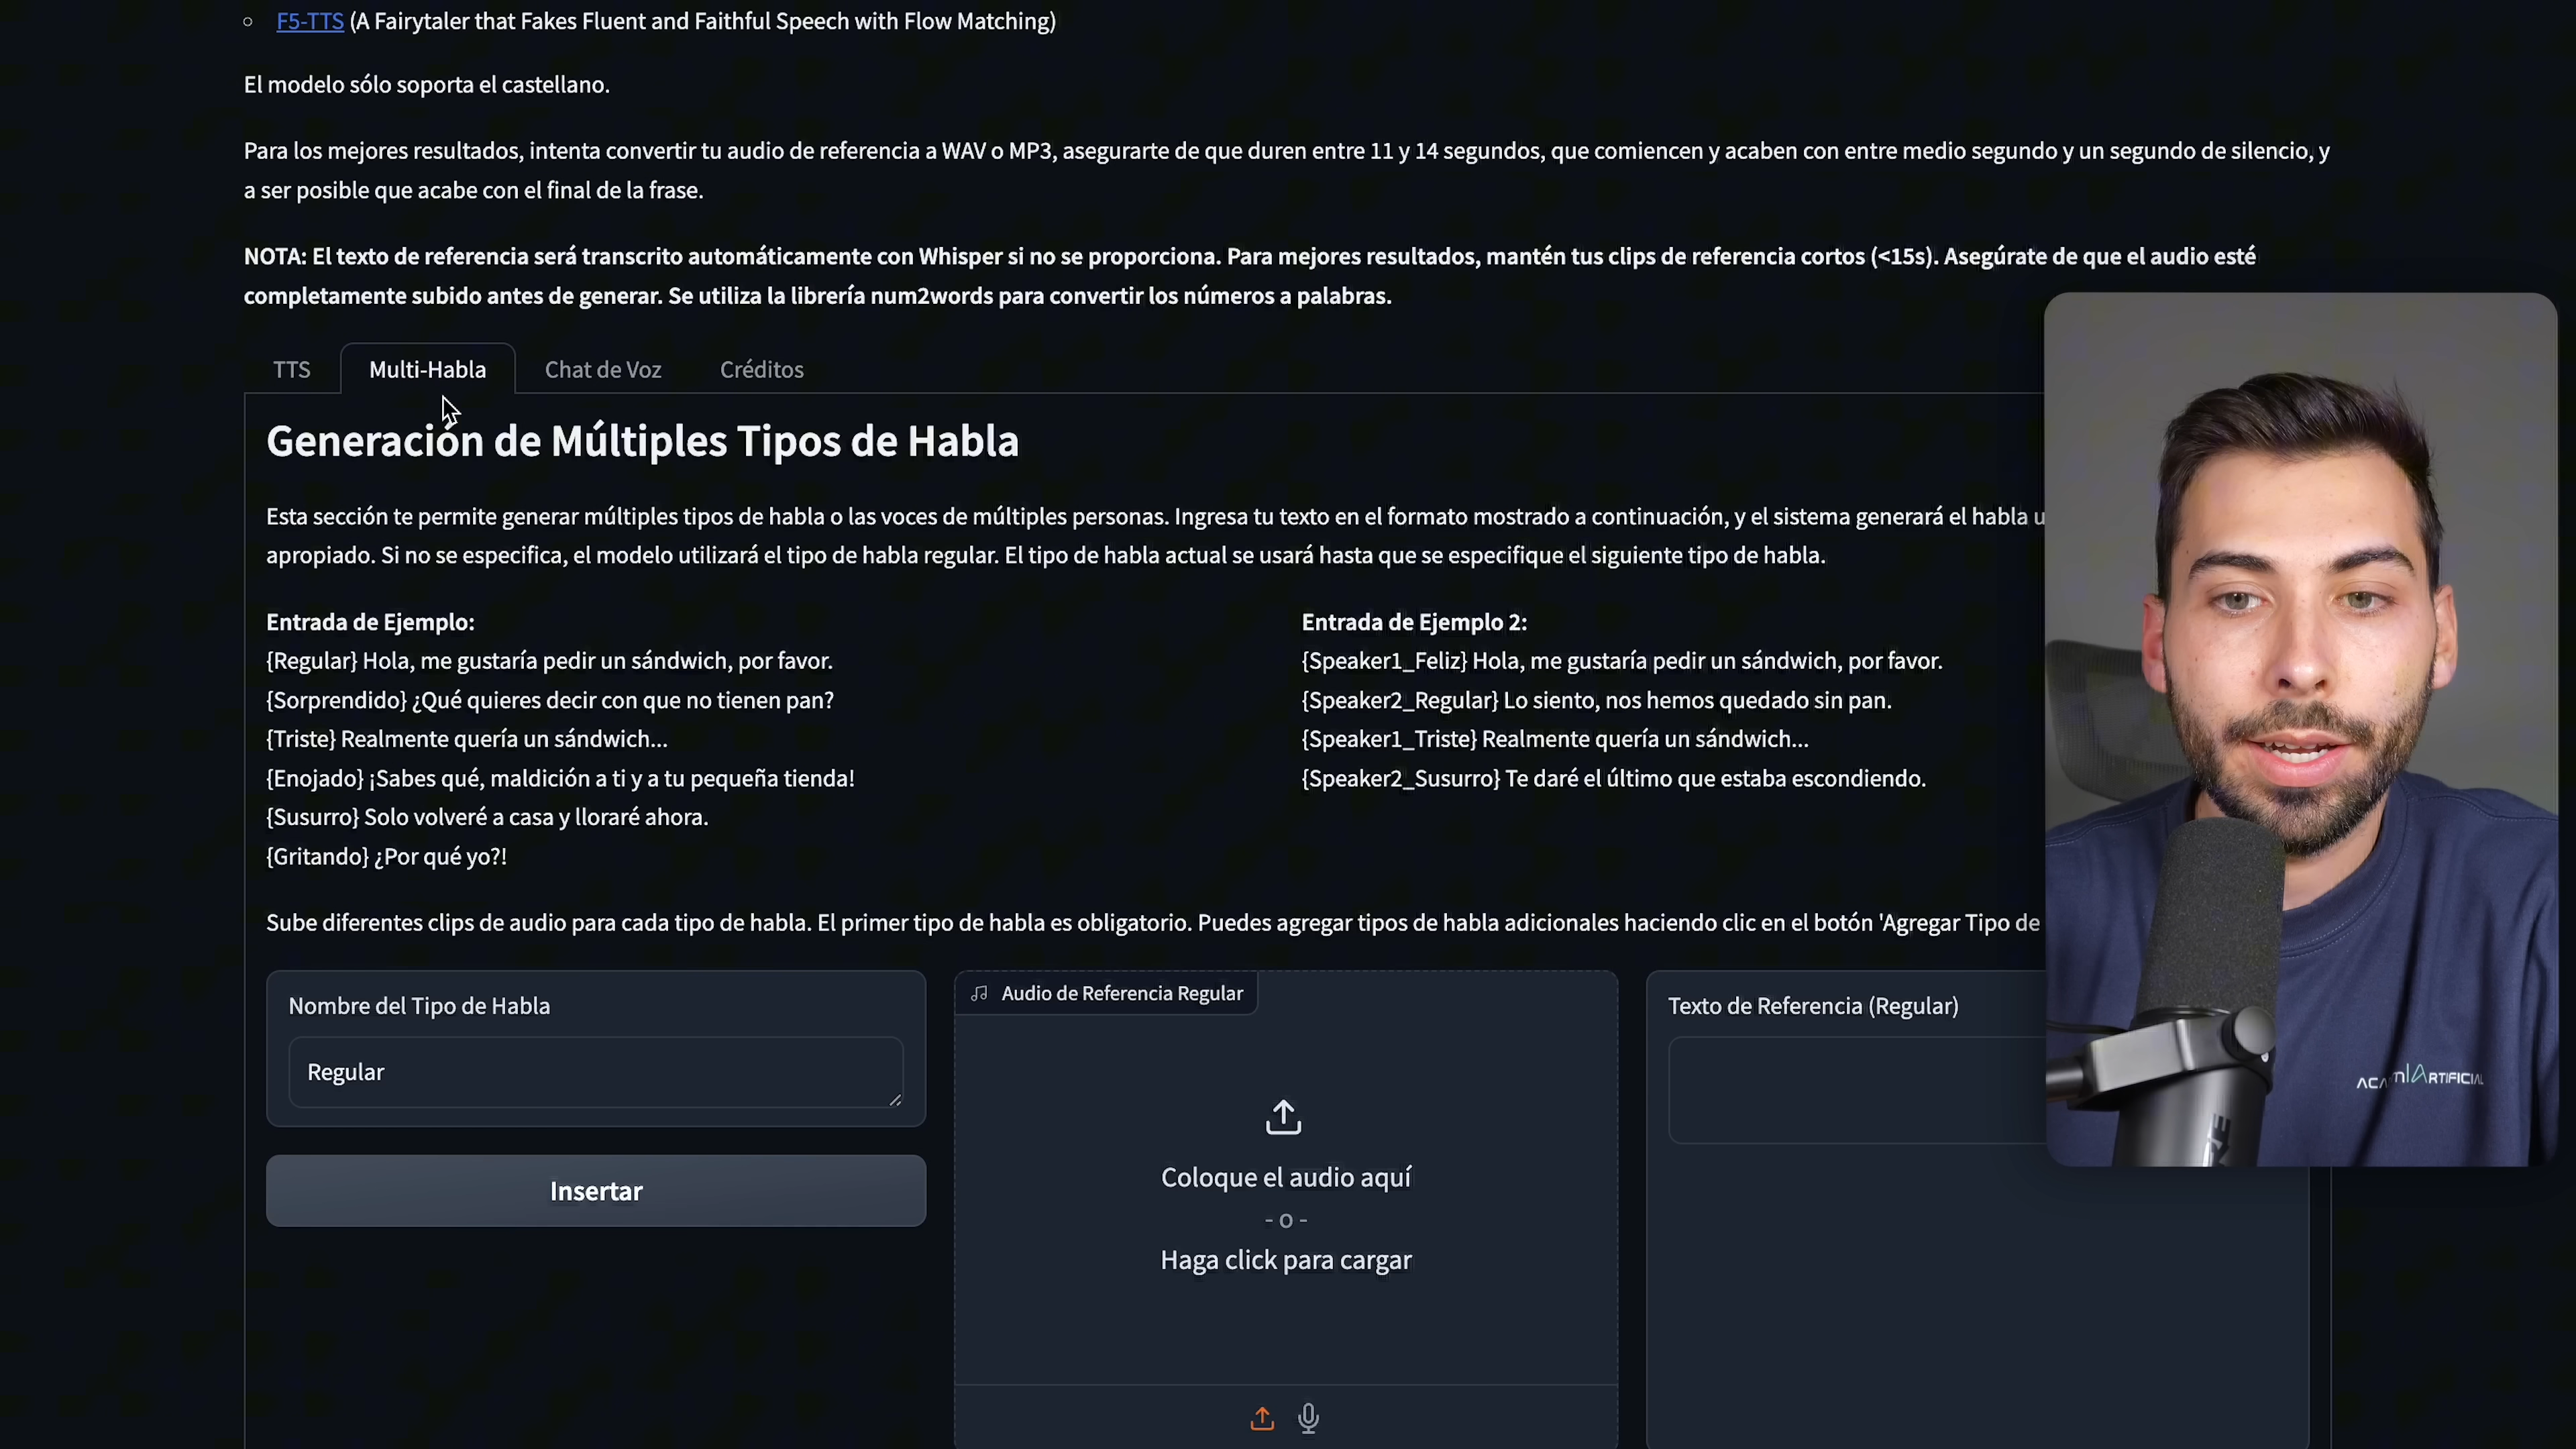 F5-TTS (A Fairytaler that Fakes Fluent and Faithful Speech with Flow Matching)
El modelo sólo soporta el castellano.
Para los mejores resultados, intenta convertir tu audio de referencia a WAV o MP3, asegurarte de que duren entre 11 y 14 segundos, que comiencen y acaben con entre medio segundo y un segundo de silencio, y
a ser posible que acabe con el final de la frase.
NOTA: El texto de referencia será transcrito automáticamente con Whisper si no se proporciona. Para mejores resultados, mantén tus clips de referencia cortos (<15s). Asegúrate de que el audio esté
completamente subido antes de generar. Se utiliza la librería num2words para convertir los números a palabras.
TTS Multi-Habla Chat de Voz Créditos
Generación de Múltiples Tipos de Habla
Esta sección te permite generar múltiples tipos de habla o las voces de múltiples personas. Ingresa tu texto en el formato mostrado a continuación, y el sistema generará el habla
apropiado. Si no se especifica, el modelo utilizará el tipo de habla regular. El tipo de habla actual se usará hasta que se especifique el siguiente tipo de habla.
Entrada de Ejemplo:
{Regular} Hola, me gustaría pedir un sándwich, por favor.
{Sorprendido} ¿Qué quieres decir con que no tienen pan?
{Triste} Realmente quería un sándwich...
{Enojado} ¡Sabes qué, maldición a ti y a tu pequeña tienda!
{Susurro} Solo volveré a casa y lloraré ahora.
{Gritando} ¿Por qué yo?!
Entrada de Ejemplo 2:
{Speaker1_Feliz} Hola, me gustaría pedir un sándwich, por favor.
{Speaker2_Regular} Lo siento, nos hemos quedado sin pan.
{Speaker1_Triste} Realmente quería un sándwich...
{Speaker2_Susurro} Te daré el último que estaba escondiendo.
Sube diferentes clips de audio para cada tipo de habla. El primer tipo de habla es obligatorio. Puedes agregar tipos de habla adicionales haciendo clic en el botón 'Agregar Tipo de
Nombre del Tipo de Habla
Regular
Insertar
Audio de Referencia Regular
Coloque el audio aquí
- o -
Haga click para cargar
Texto de Referencia (Regular)